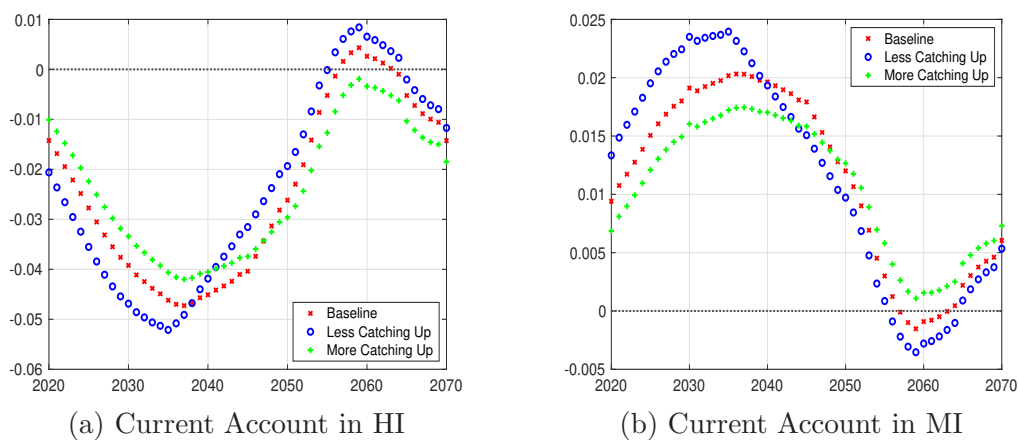 0.01
0
-0.01
-0.02
-0.03
-0.04
-0.05
-0.06
2020 2030 2040 2050 2060 2070
Baseline
Less Catching Up
More Catching Up
(a) Current Account in HI
0.025
0.02
0.015
0.01
0.005
0
-0.005
2020 2030 2040 2050 2060 2070
Baseline
Less Catching Up
More Catching Up
(b) Current Account in MI